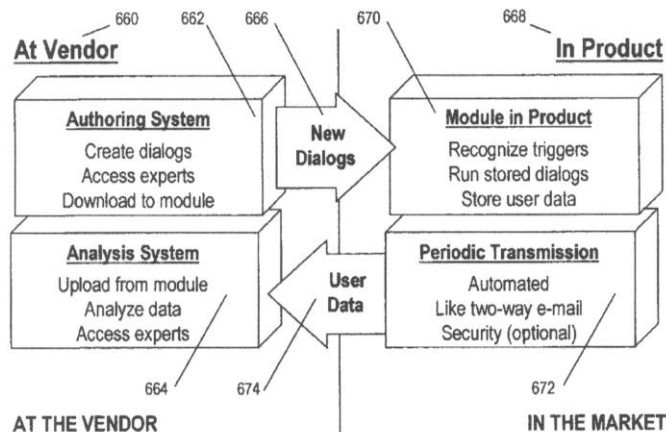 660
662
666
670
668
At Vendor
In Product
Authoring System
Create dialogs
Access experts
Download to module
New
Dialogs
Module in Product
Recognize triggers
Run stored dialogs
Store user data
Analysis System
Upload from module
Analyze data
Access experts
User
Data
Periodic Transmission
Automated
Like two-way e-mail
Security (optional)
664
674
672
AT THE VENDOR
IN THE MARKET